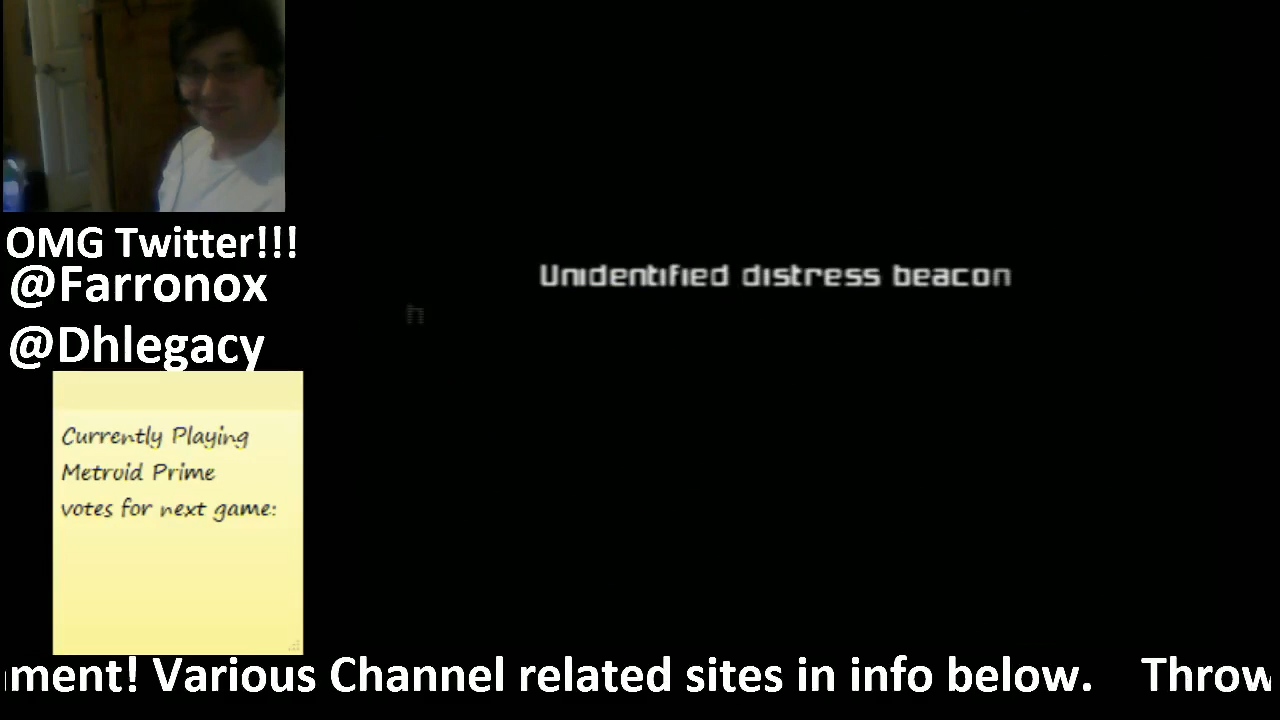 OMG Twitter!!!
@Farronox
@Dhlegacy
Unidentified distress beacon
h
Currently Playing
Metroid Prime
votes for next game:
mment! Various Channel related sites in info below. Throw